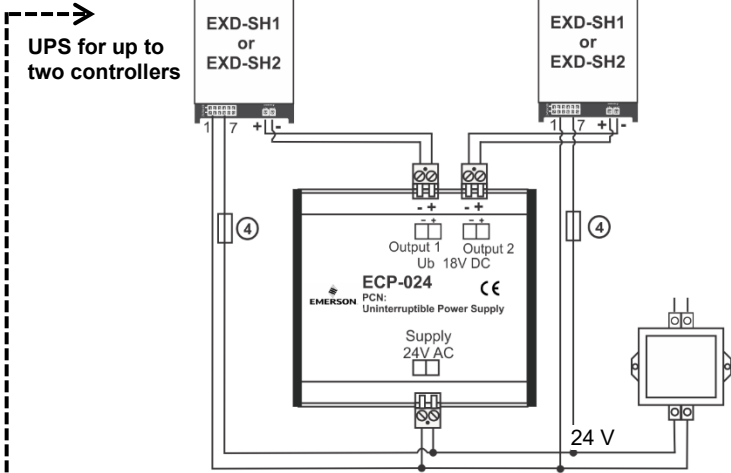 UPS for up to
two controllers
EXD-SH1
or
EXD-SH2
1 7 + -
EXD-SH1
or
EXD-SH2
1 7 + -
4
4
- + - +
- + - +
Output 1 Output 2
Ub 18V DC
ECP-024 CE
EMERSON PCN:
Uninterruptible Power Supply
Supply
24V AC
24 V